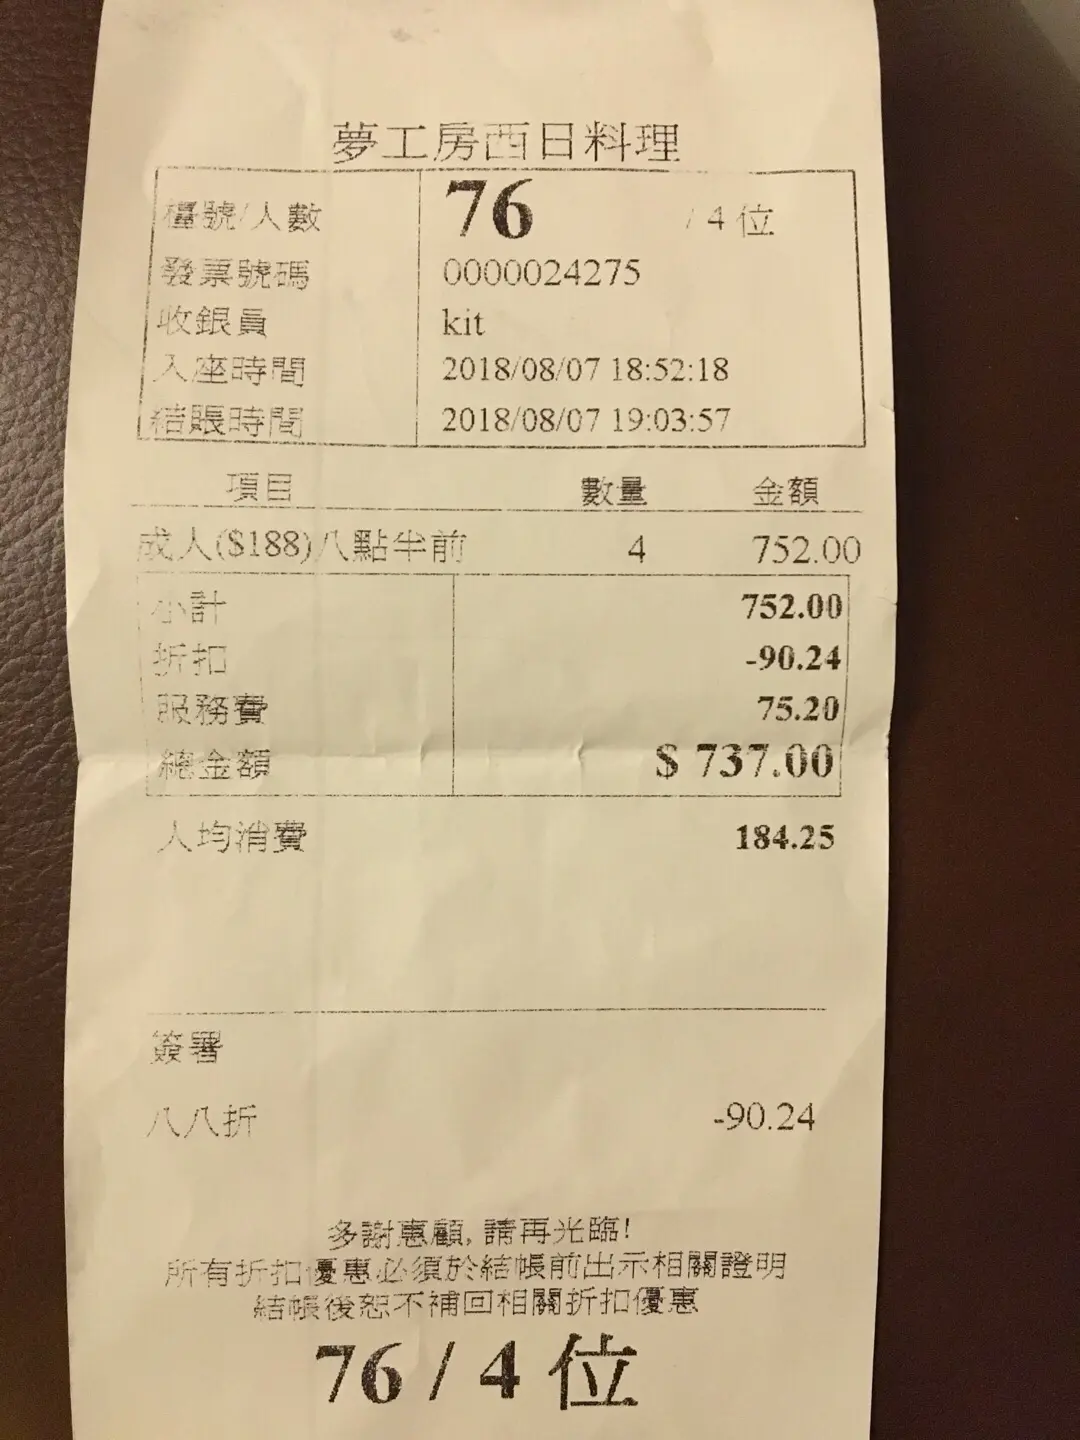 夢工房西日料理
檯號/人數 76 / 4 位
發票號碼 0000024275
收銀員 kit
入座時間 2018/08/07 18:52:18
結賬時間 2018/08/07 19:03:57
項目 數量 金額
成人($188)八點半前 4 752.00
小計 752.00
折扣 -90.24
服務費 75.20
總金額 $ 737.00
人均消費 184.25
簽署
八八折 -90.24
多謝惠顧, 請再光臨!
所有折扣優惠必須於結帳前出示相關證明
結帳後恕不補回相關折扣優惠
76 / 4 位